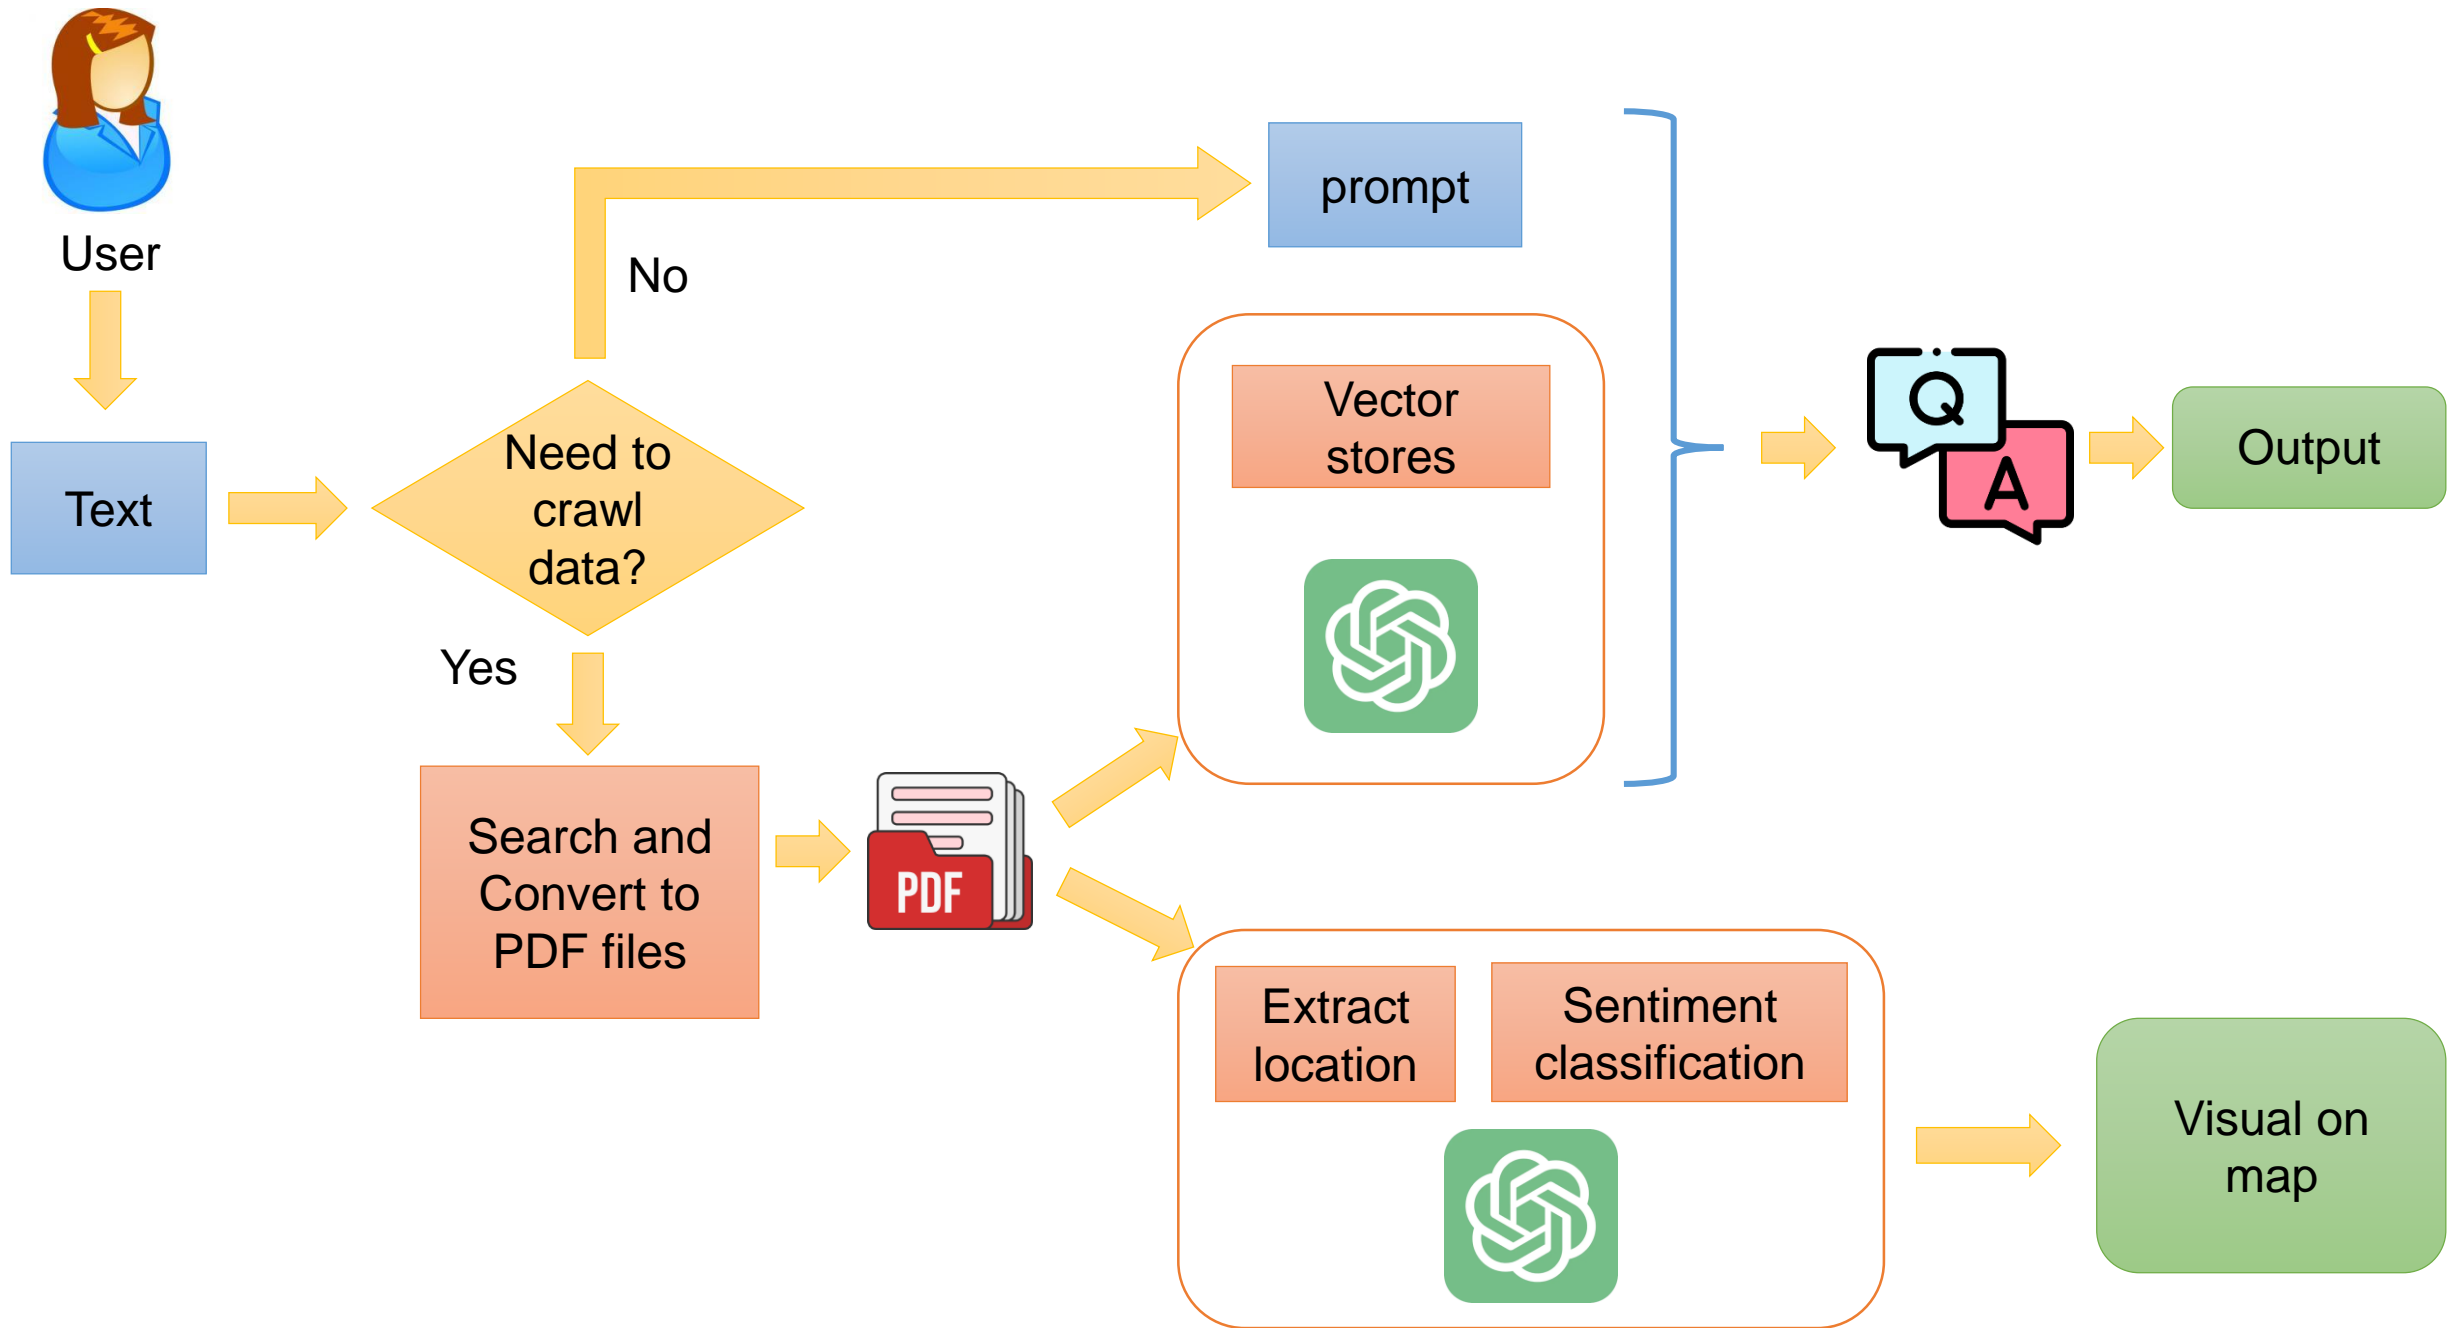 User
Text
Need to
crawl
data?
No
Yes
prompt
Vector
stores
Search and
Convert to
PDF files
PDF
Extract
location
Sentiment
classification
Q
A
Output
Visual on
map